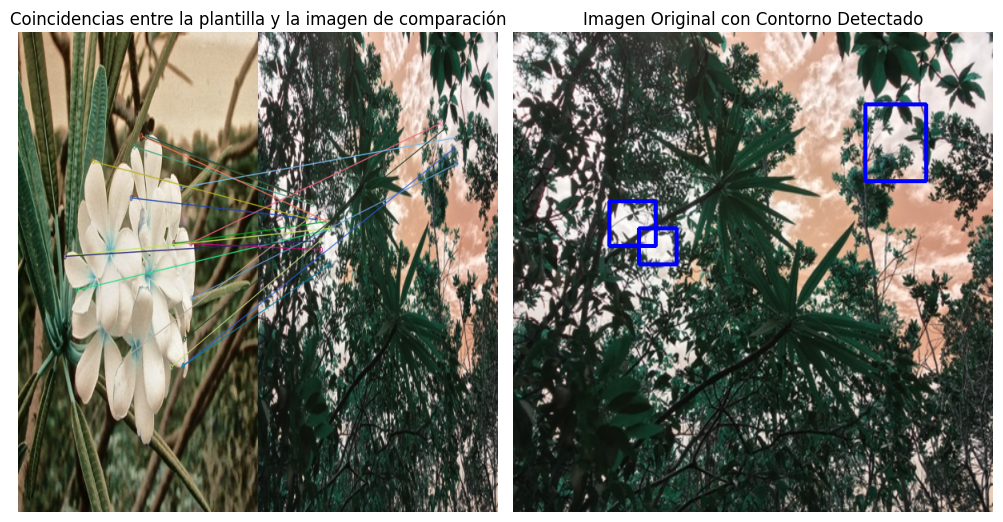 Coincidencias entre la plantilla y la imagen de comparación
Imagen Original con Contorno Detectado